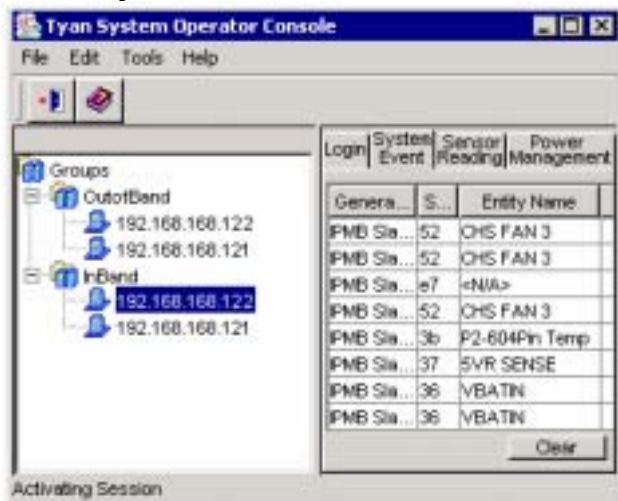 Tyan System Operator Console
File Edit Tools Help
Groups
OutofBand
192.168.168.122
192.168.168.121
InBand
192.168.168.122
192.168.168.121
Login System Event Sensor Reading Power Management
Genera... S... Entity Name
IPMB Sla... 52 CHS FAN 3
IPMB Sla... 52 CHS FAN 3
IPMB Sla... e7 <N/A>
IPMB Sla... 52 CHS FAN 3
IPMB Sla... 3b P2-604Pin Temp
IPMB Sla... 37 5VR SENSE
IPMB Sla... 36 VBATIN
IPMB Sla... 36 VBATIN
Clear
Activating Session